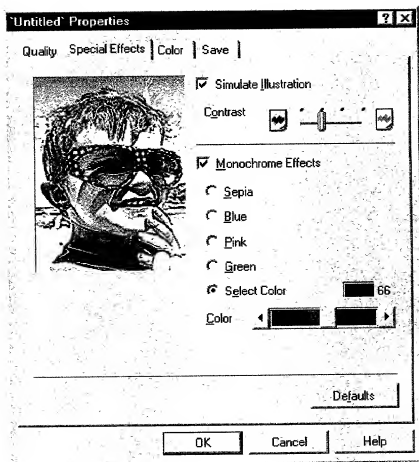 `Untitled` Properties
Quality Special Effects Color Save
Simulate Illustration
Contrast
Monochrome Effects
Sepia
Blue
Pink
Green
Select Color 66
Color
Defaults
OK Cancel Help